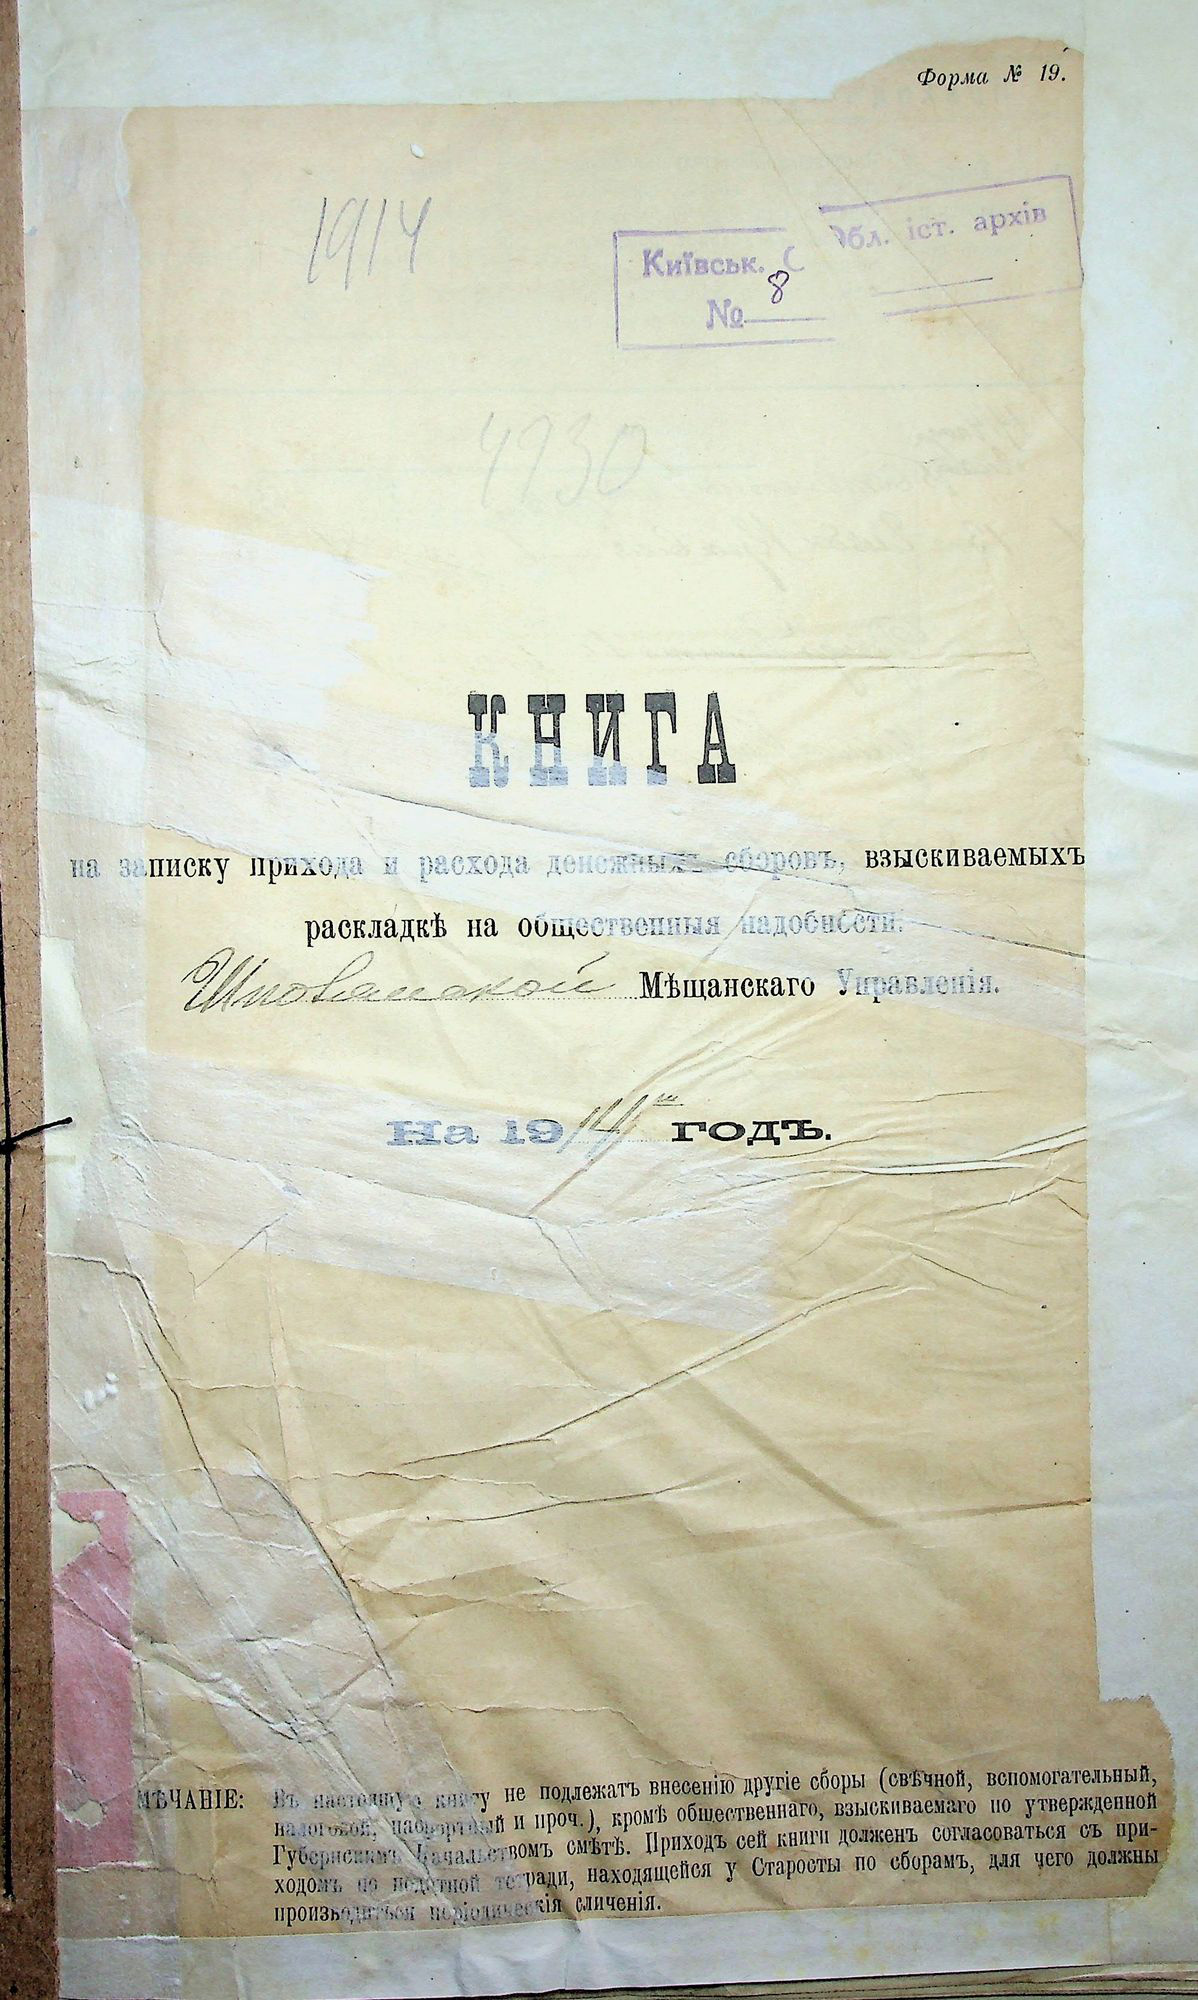 Форма № 19.
1914
Київськ. Обл. іст. архів
№ 8
4930
КНИГА
на записку прихода и расхода денежныхъ сборовъ, взыскиваемыхъ
раскладкѣ на общественныя надобности.
Шполянской Мѣщанскаго Управленія.
На 1914 годъ.
МѢЧАНІЕ: Въ настоящую книгу не подлежатъ внесенію другіе сборы (свѣчной, вспомогательный,
налоговой, паспортный и проч.), кромѣ общественнаго, взыскиваемаго по утвержденной
Губернскимъ Начальствомъ смѣтѣ. Приходъ сей книги долженъ согласоваться съ при-
ходомъ по податной тетради, находящейся у Старосты по сборамъ, для чего должны
производиться періодическія сличенія.